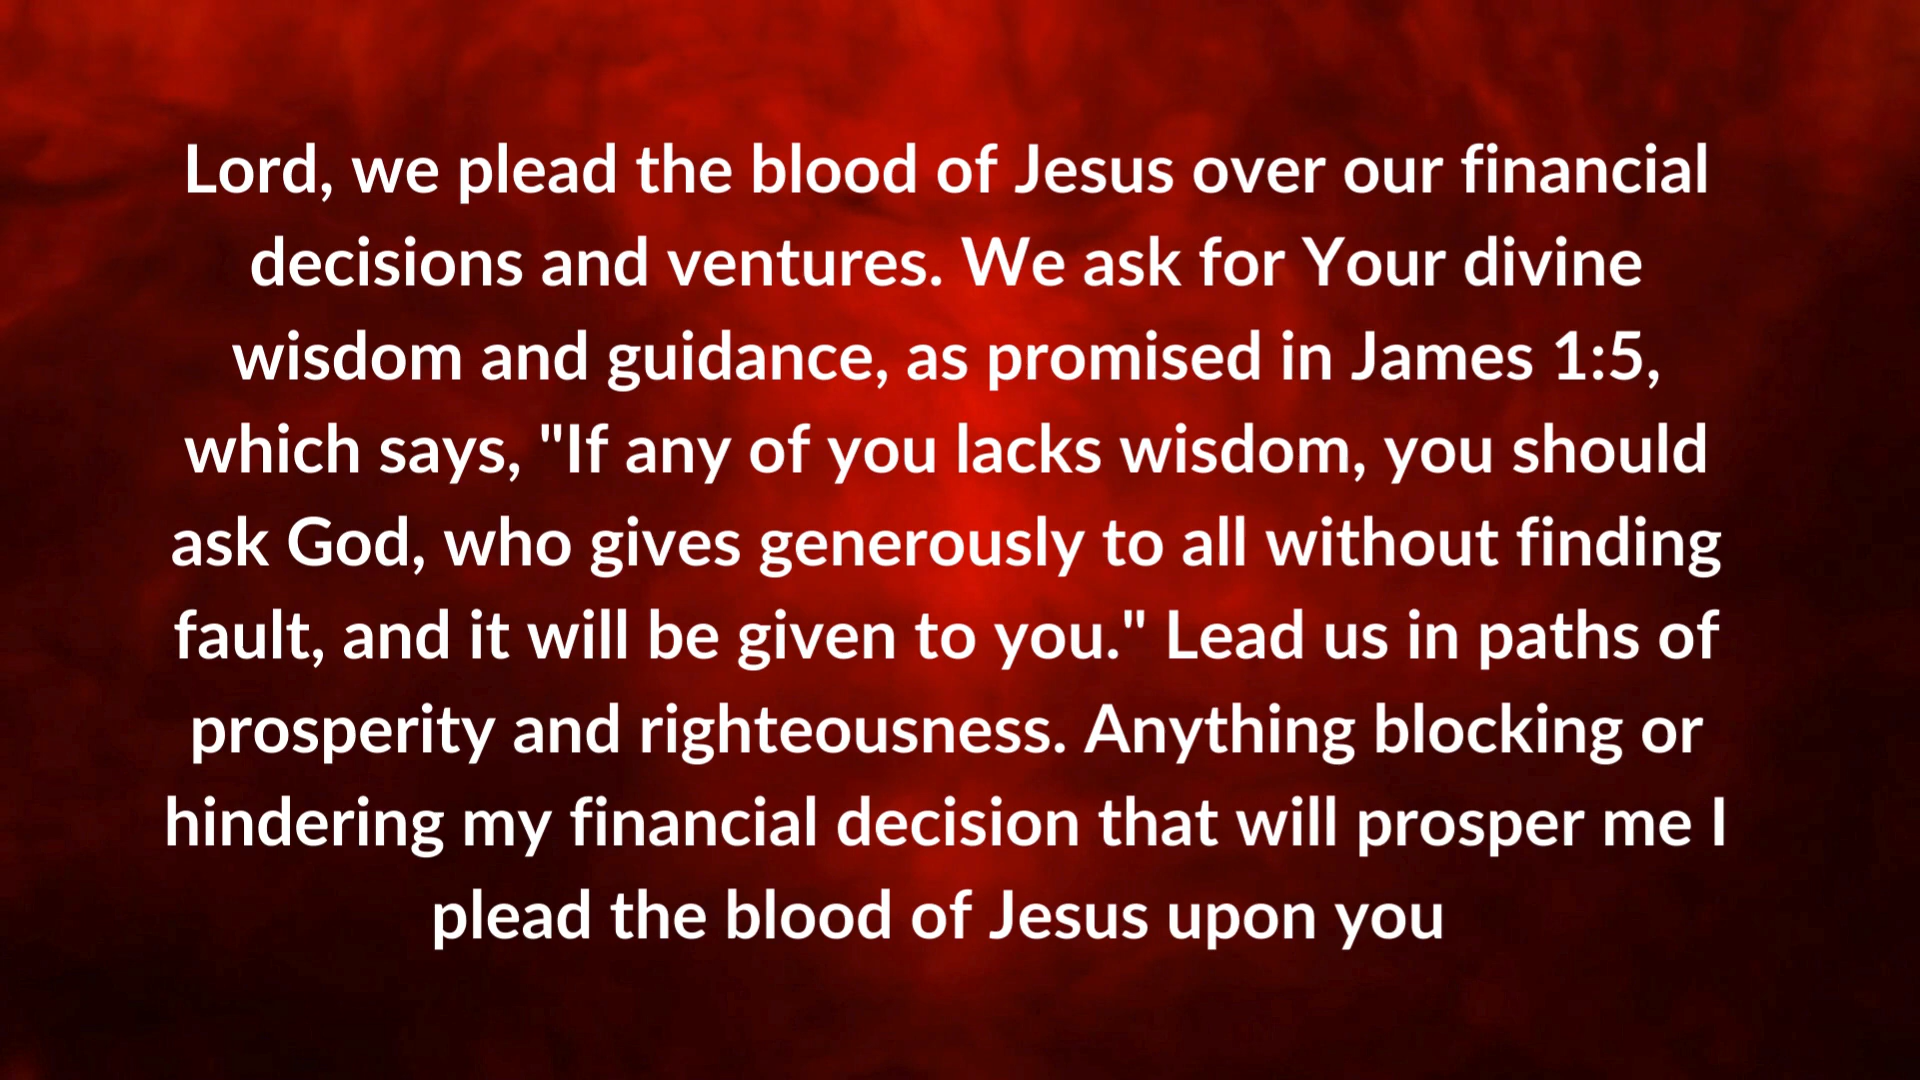 Lord, we plead the blood of Jesus over our financial
decisions and ventures. We ask for Your divine
wisdom and guidance, as promised in James 1:5,
which says, "If any of you lacks wisdom, you should
ask God, who gives generously to all without finding
fault, and it will be given to you." Lead us in paths of
prosperity and righteousness. Anything blocking or
hindering my financial decision that will prosper me I
plead the blood of Jesus upon you